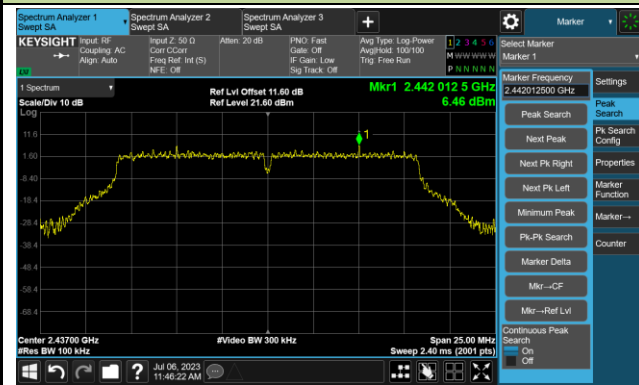 Spectrum Analyzer 1
Swept SA
Spectrum Analyzer 2
Swept SA
Spectrum Analyzer 3
Swept SA
+
Marker
KEYSIGHT
Input: RF
Coupling: AC
Align: Auto
Input Z: 50 Ω
Corr CCorr
Freq Ref: Int (S)
NFE: Off
Atten: 20 dB
PNO: Fast
Gate: Off
IF Gain: Low
Sig Track: Off
Avg Type: Log-Power
Avg|Hold: 100/100
Trig: Free Run
1 2 3 4 5 6
M W W W W W
P N N N N N
Select Marker
Marker 1
1 Spectrum
Scale/Div 10 dB
Log
Ref Lvl Offset 11.60 dB
Ref Level 21.60 dBm
Mkr1 2.442 012 5 GHz
6.46 dBm
11.6
1.60
-8.40
-18.4
-28.4
-38.4
-48.4
-58.4
-68.4
1
Center 2.43700 GHz
#Res BW 100 kHz
#Video BW 300 kHz
Span 25.00 MHz
Sweep 2.40 ms (2001 pts)
Marker Frequency
2.442012500 GHz
Peak Search
Next Peak
Next Pk Right
Next Pk Left
Minimum Peak
Pk-Pk Search
Marker Delta
Mkr→CF
Mkr→Ref Lvl
Continuous Peak
Search
On
Off
Settings
Peak
Search
Pk Search
Config
Properties
Marker
Function
Marker→
Counter
?
Jul 06, 2023
11:46:22 AM